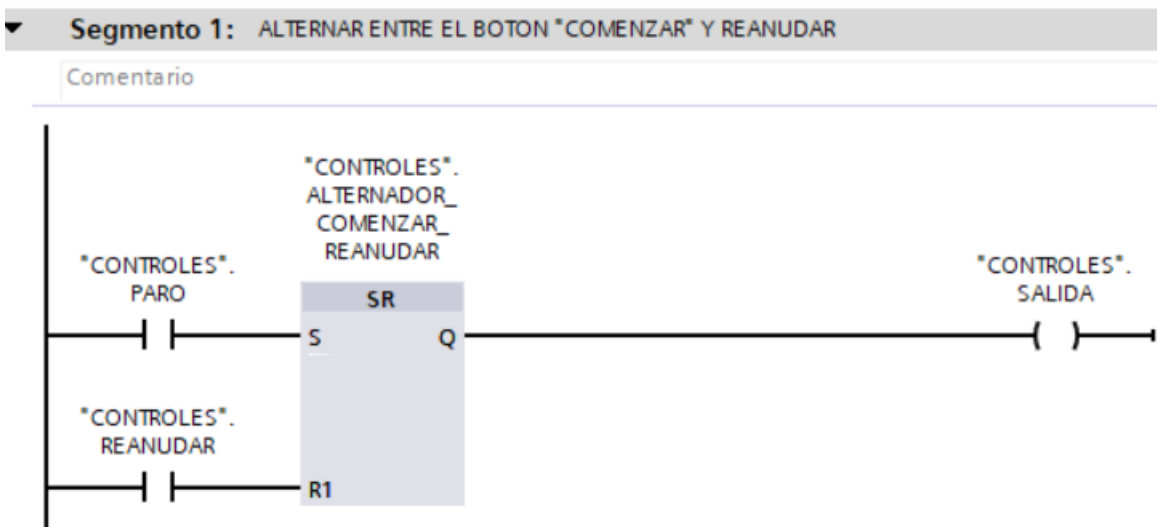 Segmento 1: ALTERNAR ENTRE EL BOTON "COMENZAR" Y REANUDAR
Comentario
"CONTROLES".
ALTERNADOR_
COMENZAR_
REANUDAR
"CONTROLES".
PARO
SR
S
Q
"CONTROLES".
SALIDA
"CONTROLES".
REANUDAR
R1